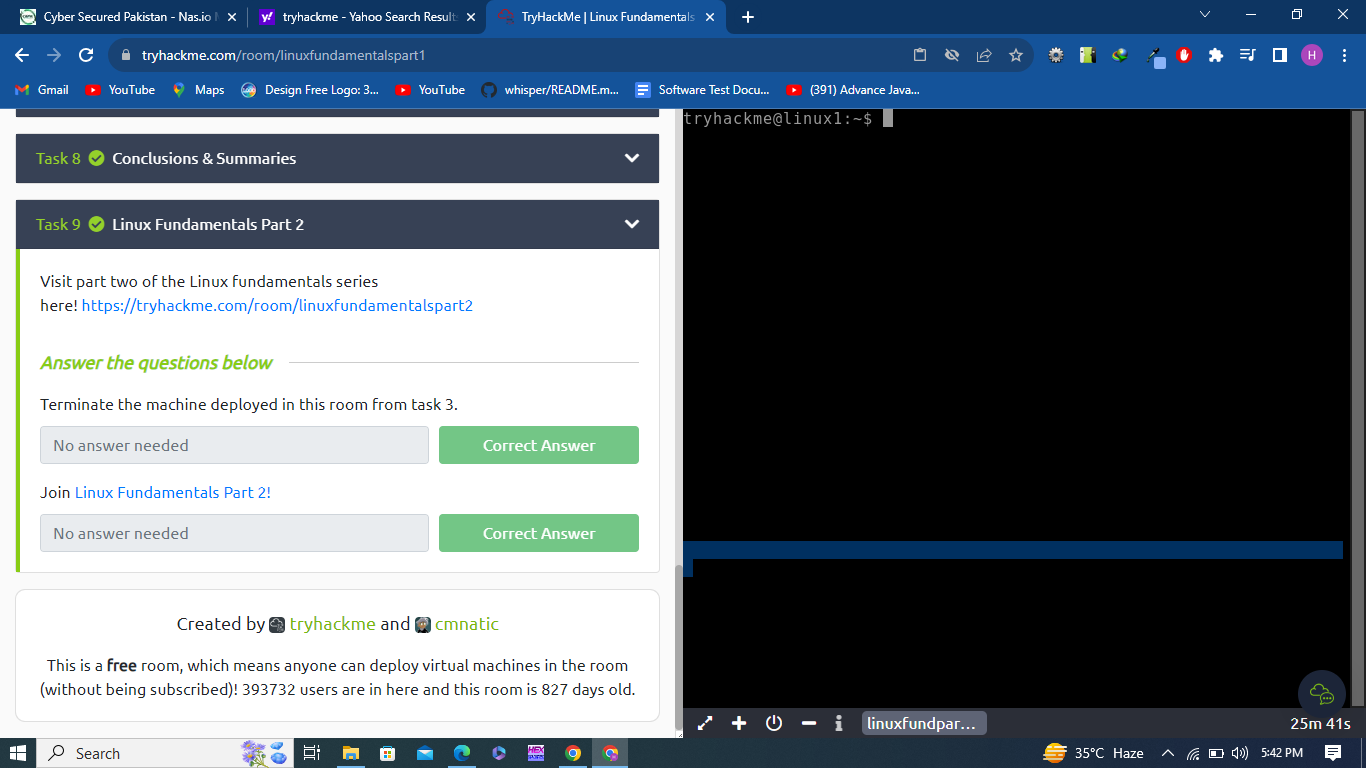 Cyber Secured Pakistan - Nas.io
tryhackme - Yahoo Search Result
TryHackMe | Linux Fundamentals
tryhackme.com/room/linuxfundamentalspart1
H
Gmail
YouTube
Maps
Design Free Logo: 3...
YouTube
whisper/README.m...
Software Test Docu...
(391) Advance Java...
Task 8 Conclusions & Summaries
Task 9 Linux Fundamentals Part 2
Visit part two of the Linux fundamentals series
here! https://tryhackme.com/room/linuxfundamentalspart2
Answer the questions below
Terminate the machine deployed in this room from task 3.
No answer needed
Correct Answer
Join Linux Fundamentals Part 2!
No answer needed
Correct Answer
Created by tryhackme and cmnatic
This is a free room, which means anyone can deploy virtual machines in the room
(without being subscribed)! 393732 users are in here and this room is 827 days old.
tryhackme@linux1:~$
linuxfundpar...
25m 41s
Search
HEX
35°C Haze
5:42 PM